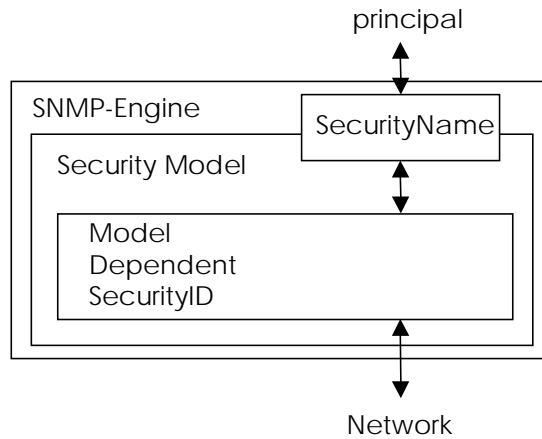 principal
SNMP-Engine
SecurityName
Security Model
Model
Dependent
SecurityID
Network